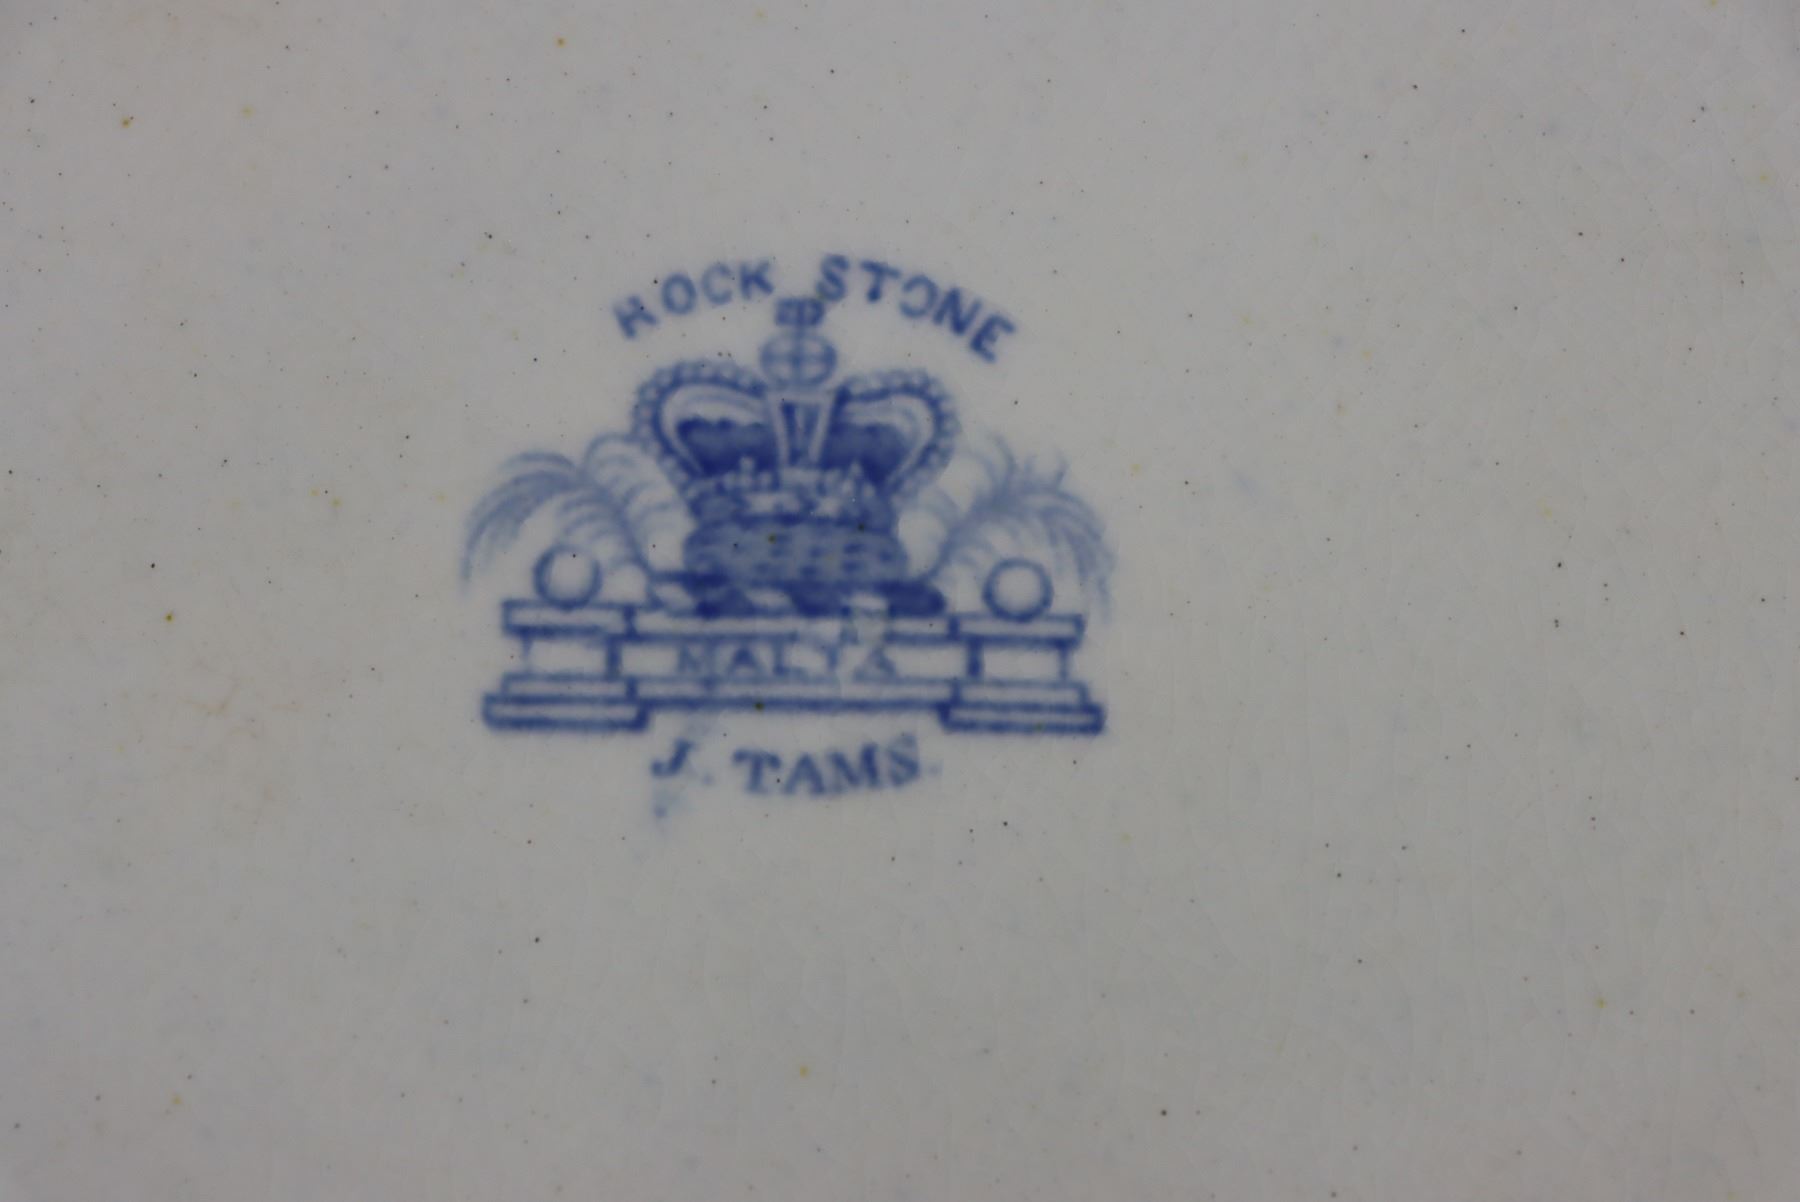 ROCK STONE
MALTA
J. TAMS